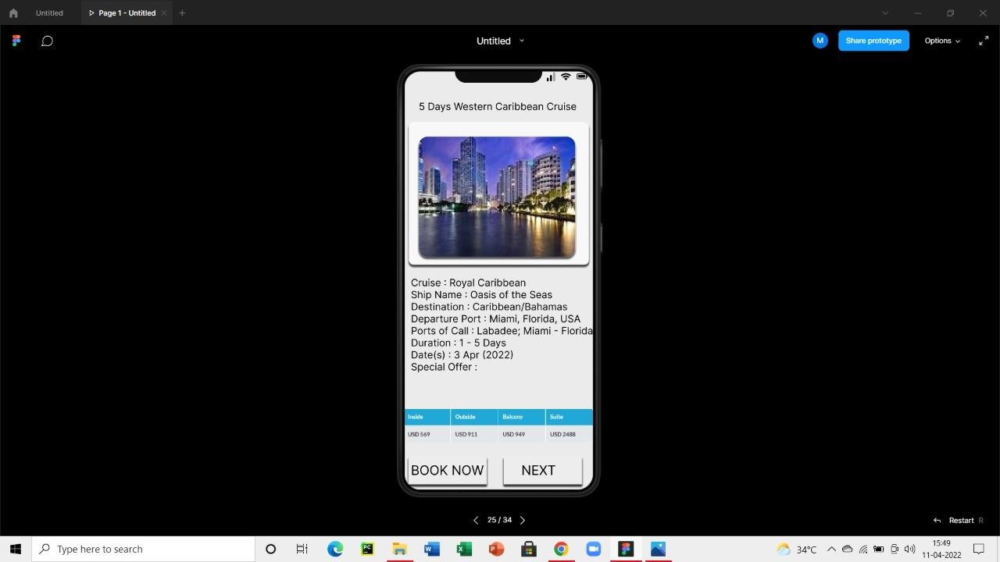 Untitled
Page 1 - Untitled
Untitled
M
Share prototype
Options
5 Days Western Caribbean Cruise
Cruise : Royal Caribbean
Ship Name : Oasis of the Seas
Destination : Caribbean/Bahamas
Departure Port : Miami, Florida, USA
Ports of Call : Labadee; Miami - Florida
Duration : 1 - 5 Days
Date(s) : 3 Apr (2022)
Special Offer :
Inside Outside Balcony Suite
USD 569 USD 911 USD 949 USD 2488
BOOK NOW NEXT
25 / 34
Restart R
Type here to search
PC
W
X
P
34°C
15:49
11-04-2022